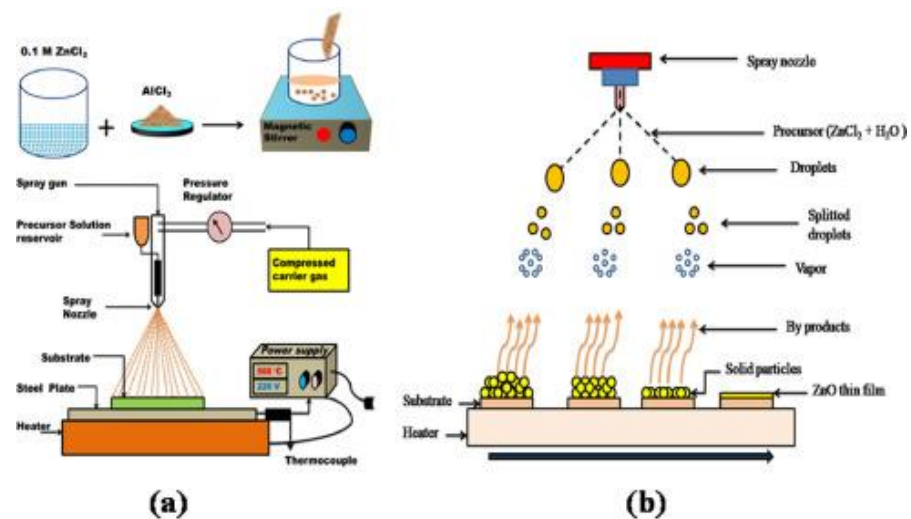 0.1 M ZnCl₂
AlCl₃
+
Magnetic
Stirrer
Spray gun
Pressure
Regulator
Precursor Solution
reservoir
Compressed
carrier gas
Spray
Nozzle
Substrate
Power supply
220 V
Steel Plate
Heater
Thermocouple
(a)
Spray nozzle
Precursor (ZnCl₂ + H₂O )
Droplets
Splitted
droplets
Vapor
By products
Solid particles
Substrate
ZnO thin film
Heater
(b)